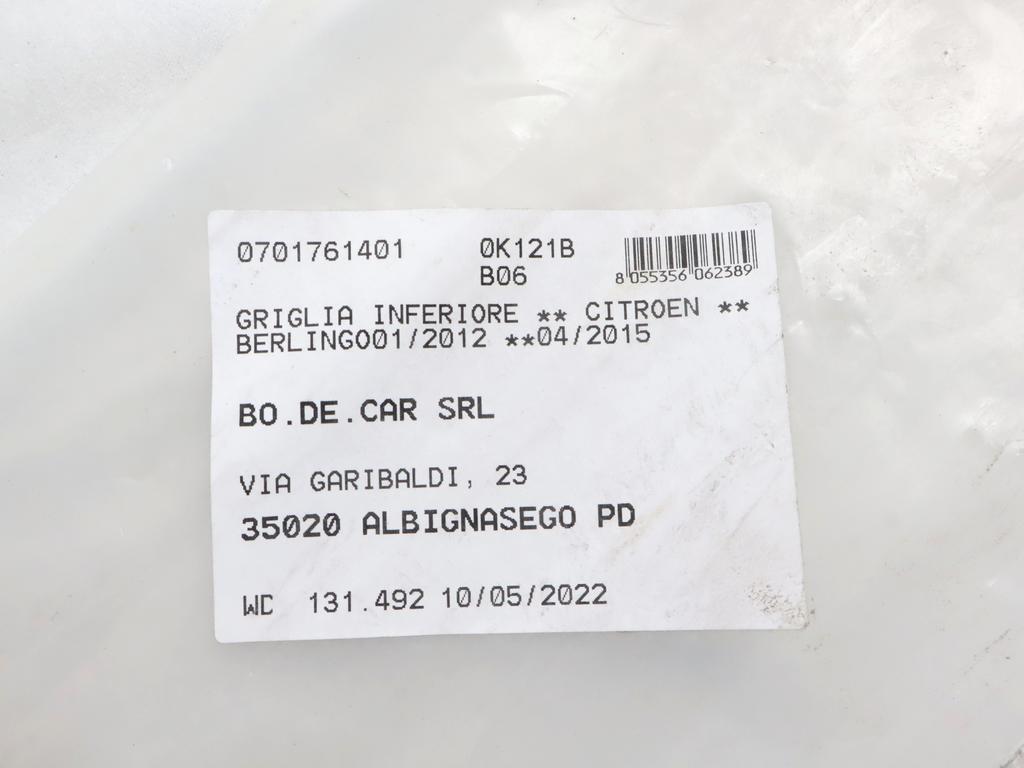 0701761401 0K121B
B06
8 055356 062389
GRIGLIA INFERIORE ** CITROEN **
BERLINGO01/2012 **04/2015
BO.DE.CAR SRL
VIA GARIBALDI, 23
35020 ALBIGNASEGO PD
WD 131.492 10/05/2022